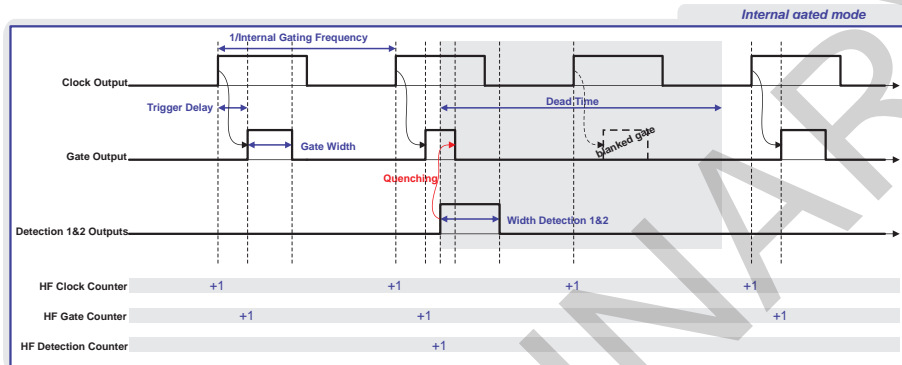 Internal gated mode
1/Internal Gating Frequency
Clock Output
Trigger Delay
Dead Time
Gate Output
Gate Width
blanked gate
Quenching
Detection 1&2 Outputs
Width Detection 1&2
HF Clock Counter +1 +1 +1 +1
HF Gate Counter +1 +1 +1
HF Detection Counter +1
INAR